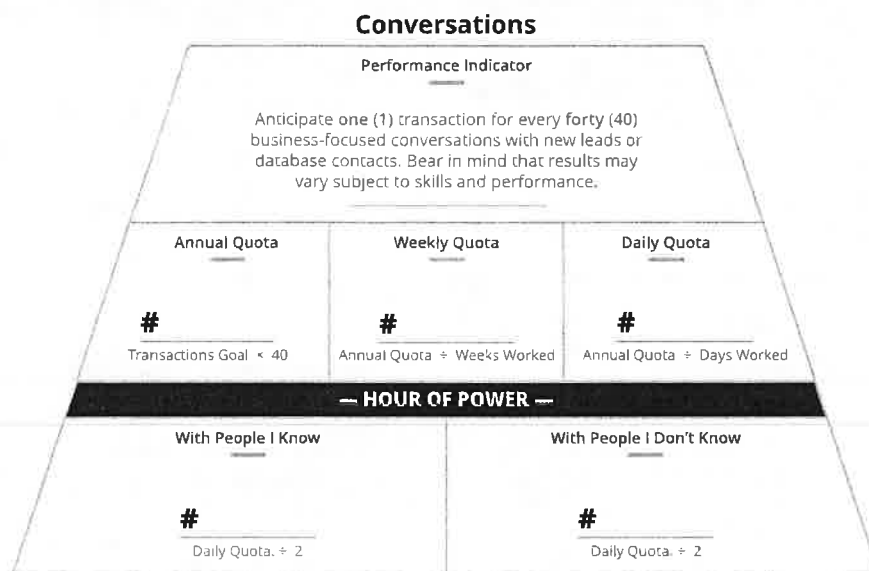 Conversations
Performance Indicator
Anticipate one (1) transaction for every forty (40)
business-focused conversations with new leads or
database contacts. Bear in mind that results may
vary subject to skills and performance.
Annual Quota
Weekly Quota
Daily Quota
#
#
#
Transactions Goal × 40
Annual Quota ÷ Weeks Worked
Annual Quota ÷ Days Worked
— HOUR OF POWER —
With People I Know
With People I Don't Know
#
#
Daily Quota. ÷ 2
Daily Quota. ÷ 2